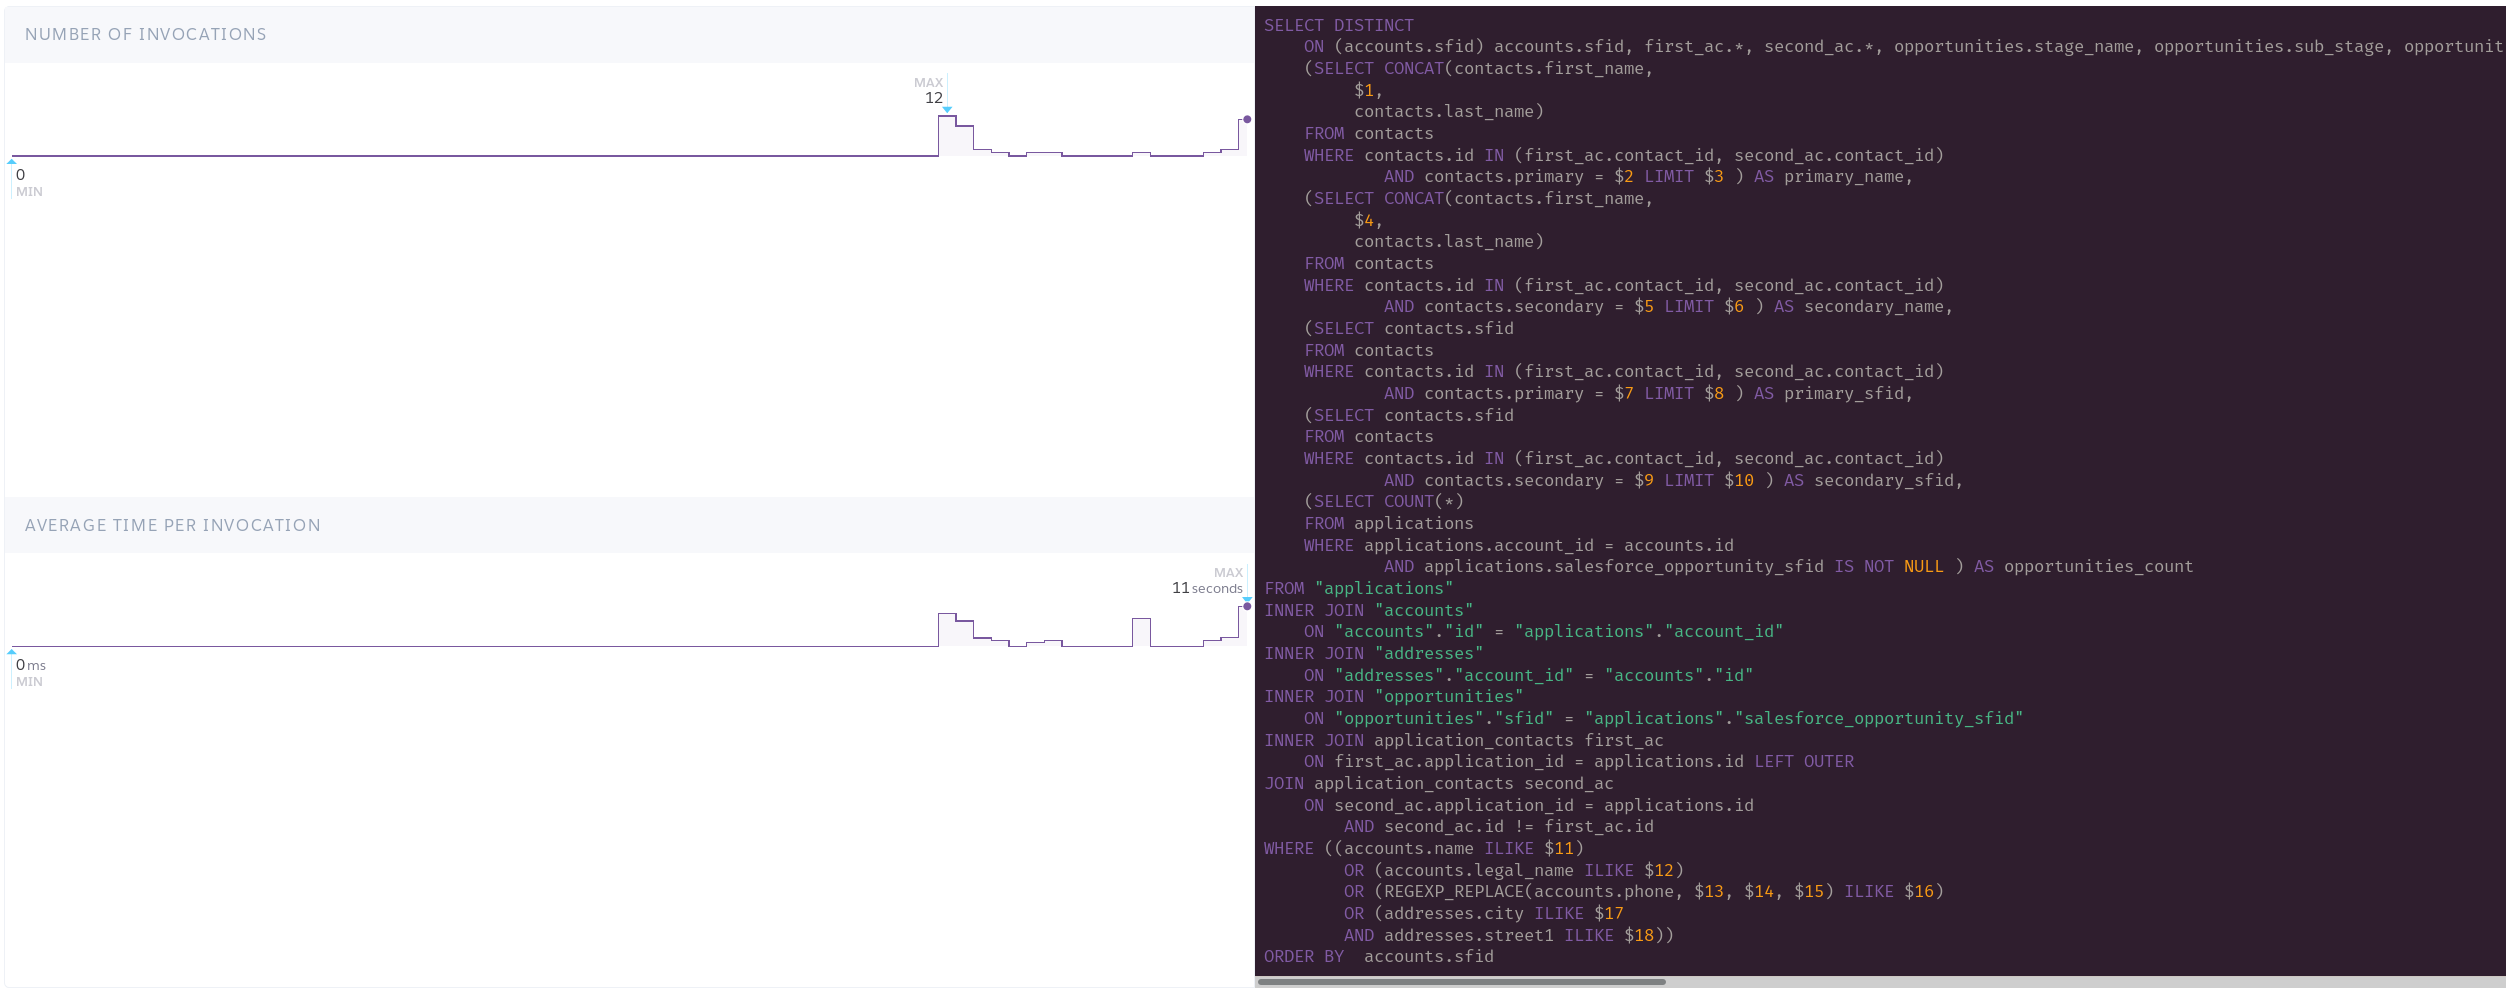 NUMBER OF INVOCATIONS
MAX
12
0
MIN
AVERAGE TIME PER INVOCATION
MAX
11 seconds
0 ms
MIN
SELECT DISTINCT
ON (accounts.sfid) accounts.sfid, first_ac.*, second_ac.*, opportunities.stage_name, opportunities.sub_stage, opportunit
(SELECT CONCAT(contacts.first_name,
$1,
contacts.last_name)
FROM contacts
WHERE contacts.id IN (first_ac.contact_id, second_ac.contact_id)
AND contacts.primary = $2 LIMIT $3 ) AS primary_name,
(SELECT CONCAT(contacts.first_name,
$4,
contacts.last_name)
FROM contacts
WHERE contacts.id IN (first_ac.contact_id, second_ac.contact_id)
AND contacts.secondary = $5 LIMIT $6 ) AS secondary_name,
(SELECT contacts.sfid
FROM contacts
WHERE contacts.id IN (first_ac.contact_id, second_ac.contact_id)
AND contacts.primary = $7 LIMIT $8 ) AS primary_sfid,
(SELECT contacts.sfid
FROM contacts
WHERE contacts.id IN (first_ac.contact_id, second_ac.contact_id)
AND contacts.secondary = $9 LIMIT $10 ) AS secondary_sfid,
(SELECT COUNT(*)
FROM applications
WHERE applications.account_id = accounts.id
AND applications.salesforce_opportunity_sfid IS NOT NULL ) AS opportunities_count
FROM "applications"
INNER JOIN "accounts"
ON "accounts"."id" = "applications"."account_id"
INNER JOIN "addresses"
ON "addresses"."account_id" = "accounts"."id"
INNER JOIN "opportunities"
ON "opportunities"."sfid" = "applications"."salesforce_opportunity_sfid"
INNER JOIN application_contacts first_ac
ON first_ac.application_id = applications.id LEFT OUTER
JOIN application_contacts second_ac
ON second_ac.application_id = applications.id
AND second_ac.id != first_ac.id
WHERE ((accounts.name ILIKE $11)
OR (accounts.legal_name ILIKE $12)
OR (REGEXP_REPLACE(accounts.phone, $13, $14, $15) ILIKE $16)
OR (addresses.city ILIKE $17
AND addresses.street1 ILIKE $18))
ORDER BY  accounts.sfid